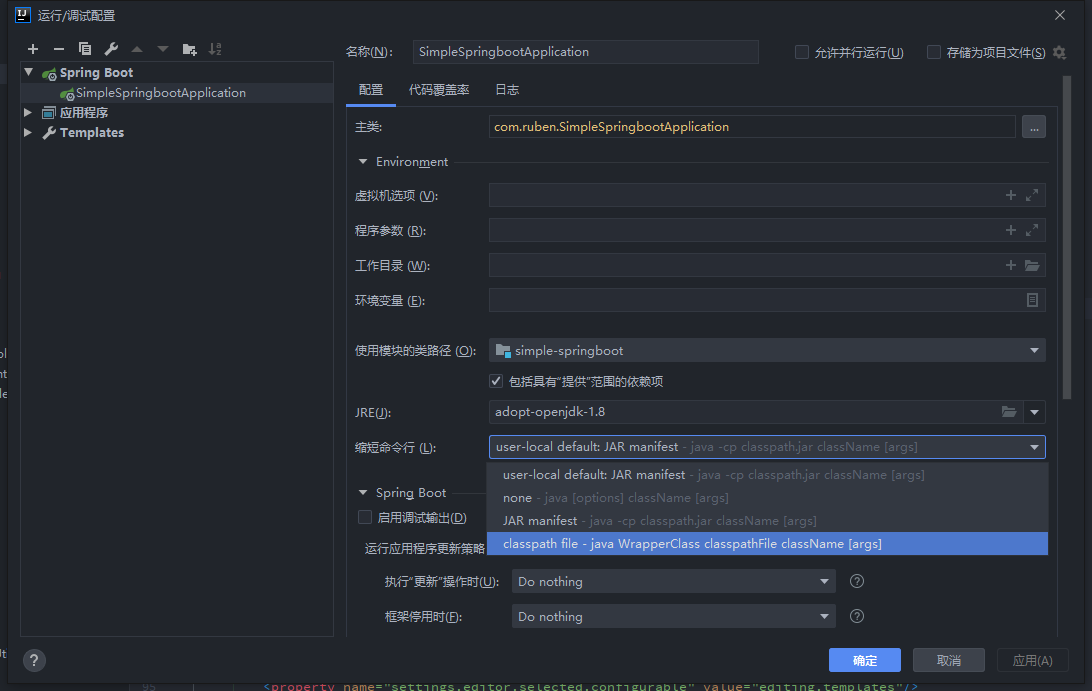 运行/调试配置
Spring Boot
SimpleSpringbootApplication
应用程序
Templates
名称(N): SimpleSpringbootApplication 允许并行运行(U) 存储为项目文件(S)
配置 代码覆盖率 日志
主类: com.ruben.SimpleSpringbootApplication ...
Environment
虚拟机选项 (V):
程序参数 (R):
工作目录 (W):
环境变量 (E):
使用模块的类路径 (O): simple-springboot
包括具有“提供”范围的依赖项
JRE(J): adopt-openjdk-1.8
缩短命令行 (L): user-local default: JAR manifest - java -cp classpath.jar className [args]
user-local default: JAR manifest - java -cp classpath.jar className [args]
none - java [options] className [args]
JAR manifest - java -cp classpath.jar className [args]
classpath file - java WrapperClass classpathFile className [args]
Spring Boot
启用调试输出(D)
运行应用程序更新策略
执行“更新”操作时(U): Do nothing ?
框架停用时(F): Do nothing ?
? 确定 取消 应用(A)
95 <property name="settings.editor.selected.configurable" value="editing.templates"/>